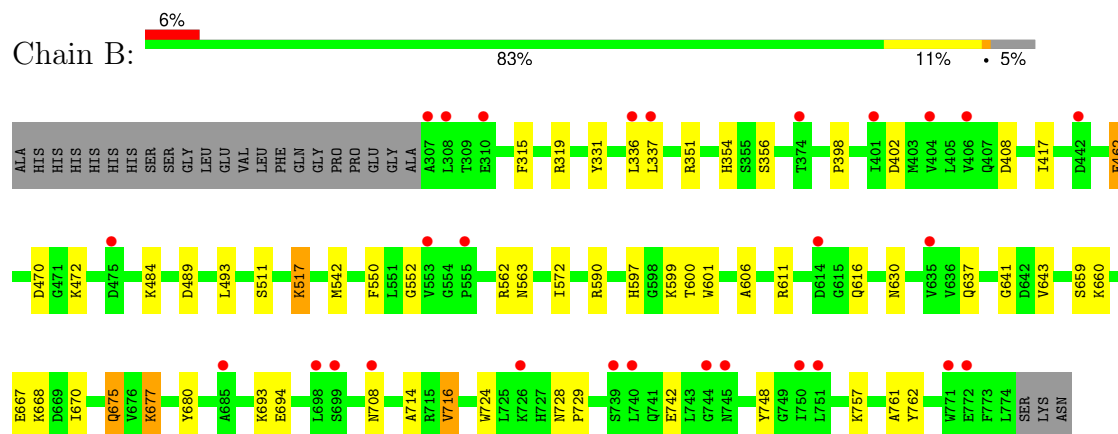 6%
Chain B:
83% 11% • 5%
ALA HIS HIS HIS HIS HIS HIS SER SER GLY LEU GLU VAL LEU PHE GLN GLY PRO PRO GLU GLY ALA A307 L308 T309 E310 F315 R319 Y331 L336 L337 R351 H354 S355 S356 T374 P398 I401 D402 M403 V404 L405 V406 Q407 D408 I417 D442 E462
D470 G471 K472 D475 K484 D489 L493 S511 K517 M542 F550 L551 G552 V553 G554 P555 R562 N563 I572 R590 H597 G598 K599 T600 W601 A606 R611 D614 G615 Q616 N630 V635 V636 Q637 G641 D642 V643 S659 K660
E667 K668 D669 I670 Q675 V676 K677 Y680 A685 K693 E694 L698 S699 N708 A714 R715 V716 W724 L725 K726 H727 N728 P729 S739 L740 Q741 E742 L743 G744 N745 Y748 G749 I750 L751 K757 A761 Y762 W771 E772 F773 L774 SER LYS ASN